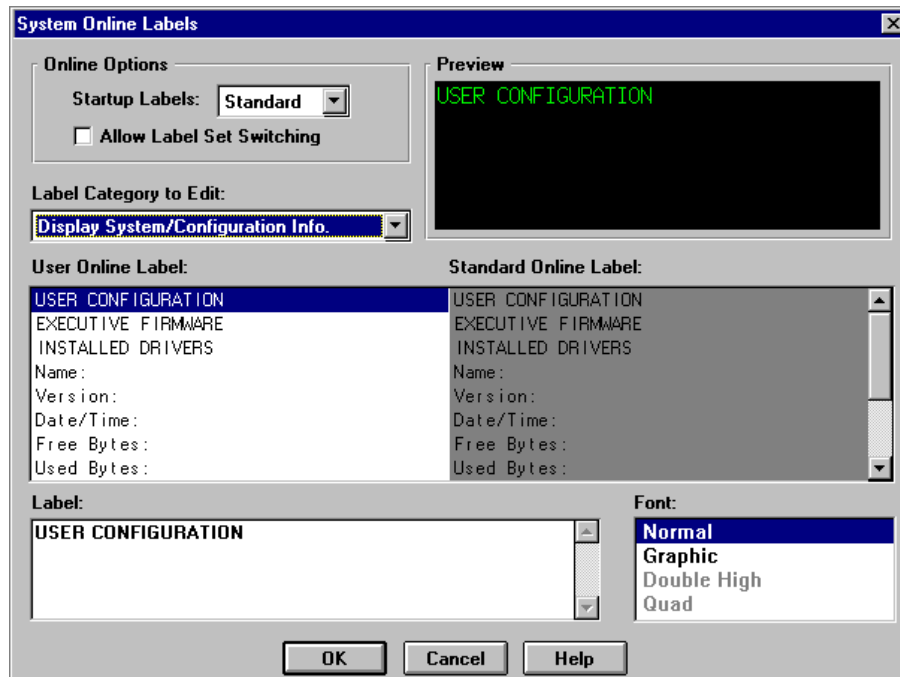 System Online Labels
Online Options
Startup Labels: Standard
Allow Label Set Switching
Preview
USER CONFIGURATION
Label Category to Edit:
Display System/Configuration Info.
User Online Label: Standard Online Label:
USER CONFIGURATION USER CONFIGURATION
EXECUTIVE FIRMWARE EXECUTIVE FIRMWARE
INSTALLED DRIVERS INSTALLED DRIVERS
Name: Name:
Version: Version:
Date/Time: Date/Time:
Free Bytes: Free Bytes:
Used Bytes: Used Bytes:
Label:
USER CONFIGURATION
Font:
Normal
Graphic
Double High
Quad
OK Cancel Help